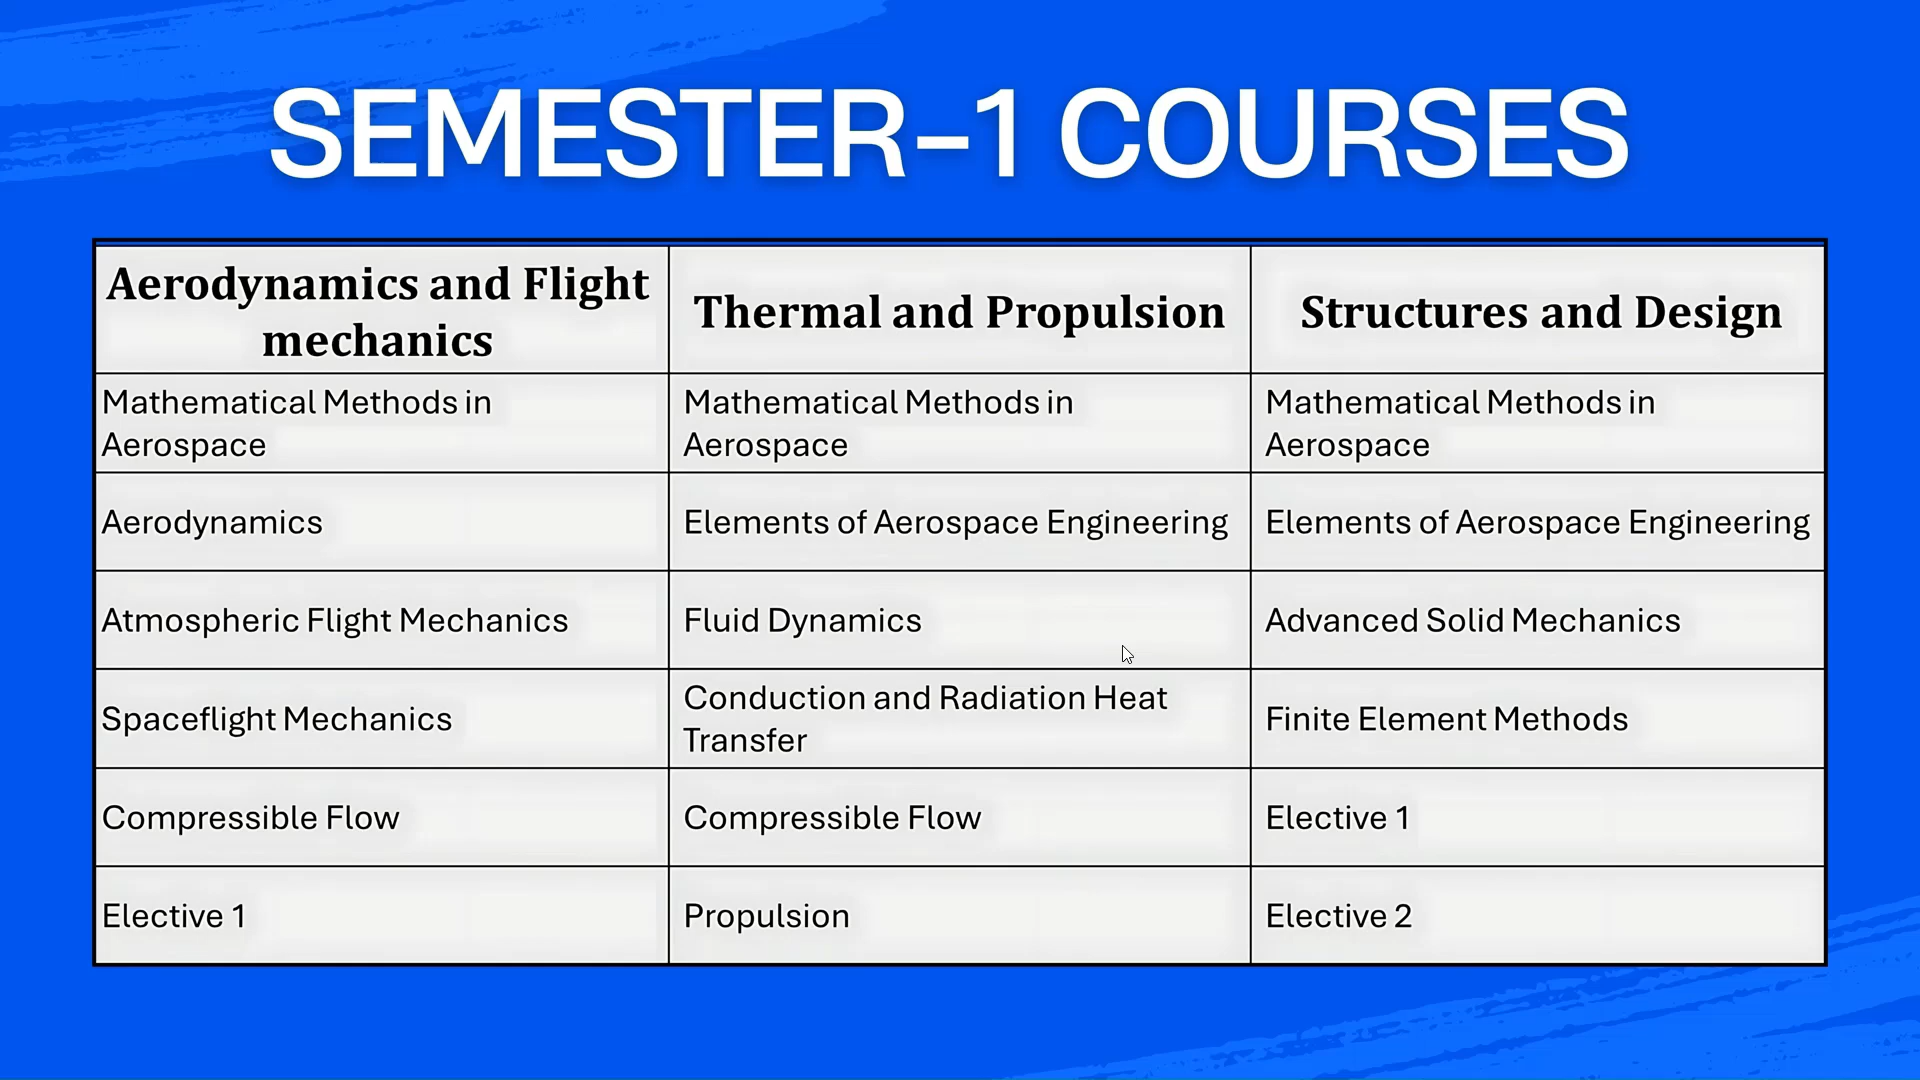 SEMESTER-1 COURSES
Aerodynamics and Flight
mechanics
Thermal and Propulsion
Structures and Design
Mathematical Methods in
Aerospace
Mathematical Methods in
Aerospace
Mathematical Methods in
Aerospace
Aerodynamics
Elements of Aerospace Engineering
Elements of Aerospace Engineering
Atmospheric Flight Mechanics
Fluid Dynamics
Advanced Solid Mechanics
Spaceflight Mechanics
Conduction and Radiation Heat
Transfer
Finite Element Methods
Compressible Flow
Compressible Flow
Elective 1
Elective 1
Propulsion
Elective 2